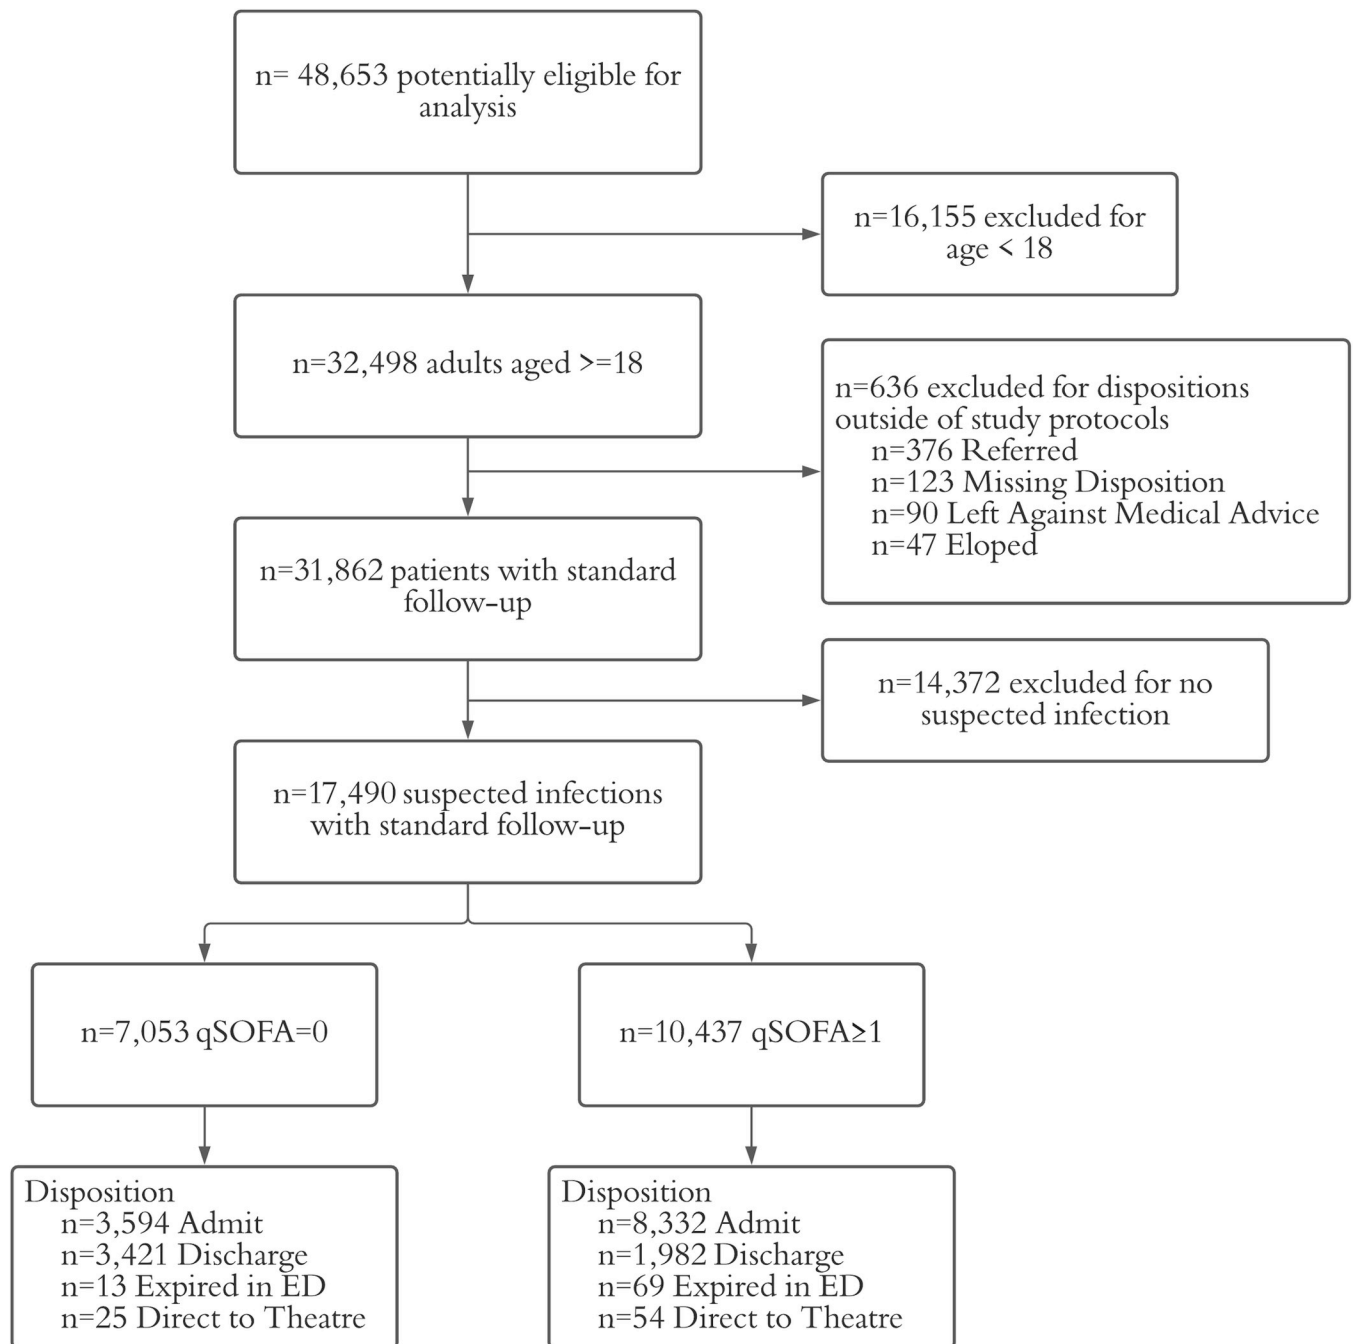 n= 48,653 potentially eligible for
analysis
n=16,155 excluded for
age < 18
n=32,498 adults aged >=18
n=636 excluded for dispositions
outside of study protocols
n=376 Referred
n=123 Missing Disposition
n=90 Left Against Medical Advice
n=47 Eloped
n=31,862 patients with standard
follow-up
n=14,372 excluded for no
suspected infection
n=17,490 suspected infections
with standard follow-up
n=7,053 qSOFA=0
n=10,437 qSOFA≥1
Disposition
n=3,594 Admit
n=3,421 Discharge
n=13 Expired in ED
n=25 Direct to Theatre
Disposition
n=8,332 Admit
n=1,982 Discharge
n=69 Expired in ED
n=54 Direct to Theatre